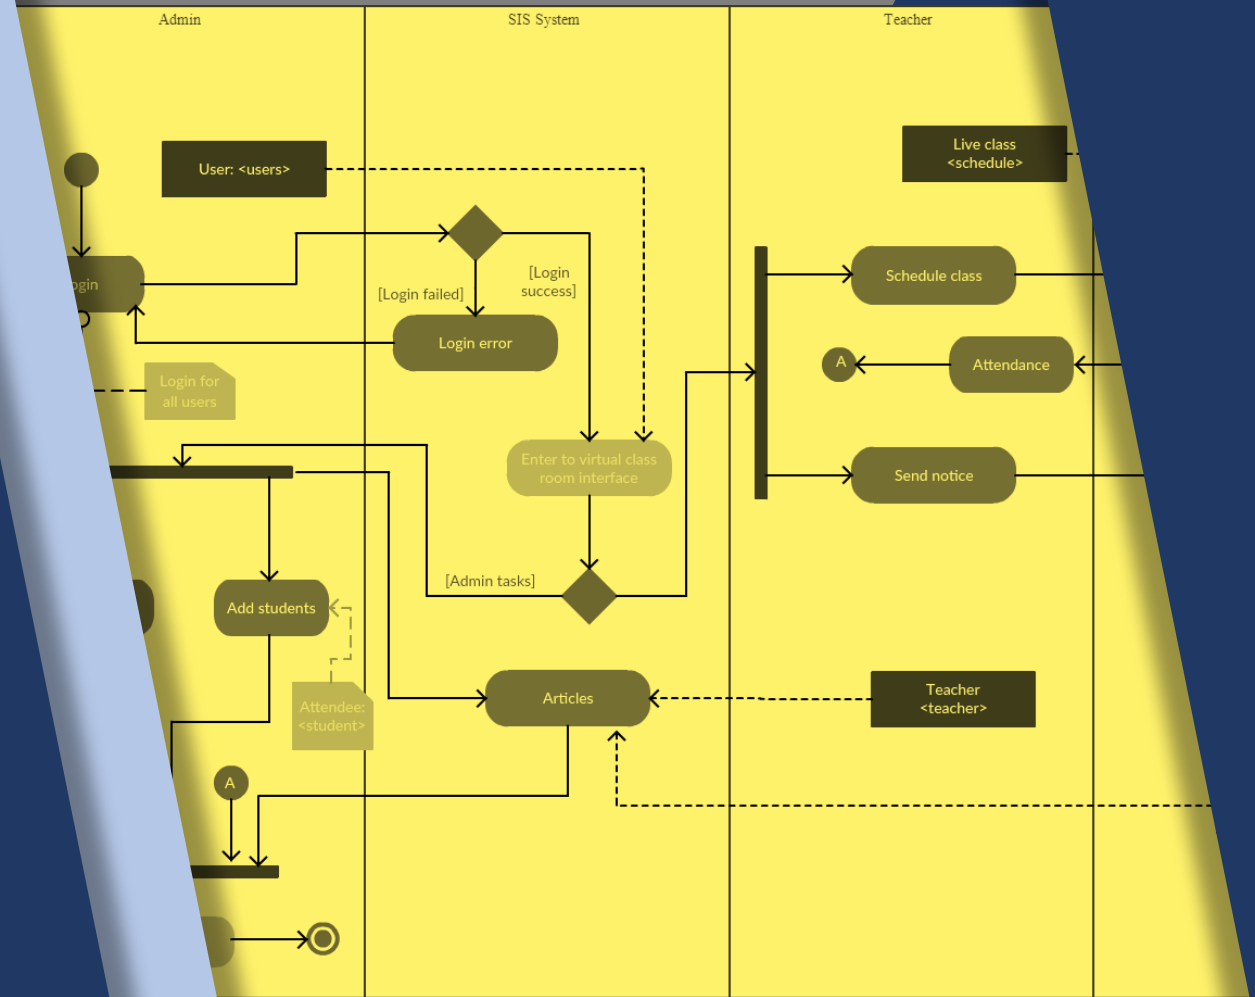 Admin
SIS System
Teacher
User: <users>
Live class
<schedule>
[Login
success]
[Login failed]
Schedule class
ogin
Login error
A
Attendance
Login for
all users
Enter to virtual class
room interface
Send notice
[Admin tasks]
Add students
Attendee:
<student>
Articles
Teacher
<teacher>
A